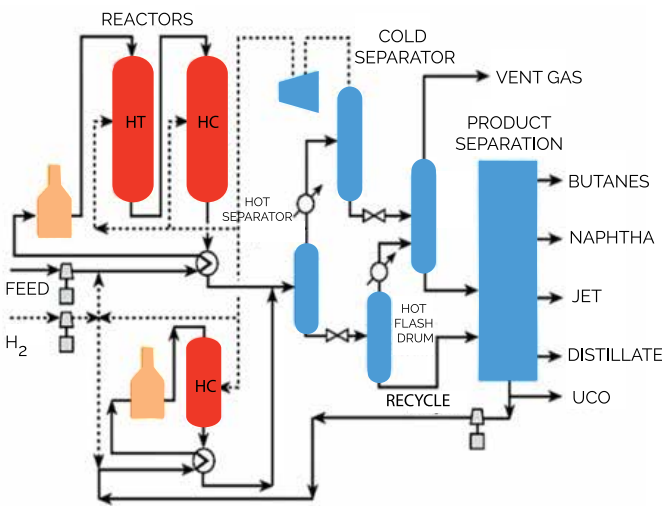 REACTORS
COLD
SEPARATOR
VENT GAS
HT
HC
PRODUCT
SEPARATION
BUTANES
HOT
SEPARATOR
NAPHTHA
FEED
JET
HOT
FLASH
DRUM
H2
DISTILLATE
HC
RECYCLE
UCO